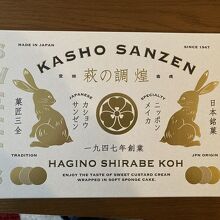 MADE IN JAPAN
SINCE 1947
KASHO SANZEN
萩の調 煌
JAPANESE
SPECIALTY
カショウ
サンゼン
ニッポン
メイカ
菓匠三全
日本銘菓
一九四七年創業
TRADITION
JPN ORIGIN
HAGINO SHIRABE KOH
ENJOY THE TASTE OF SWEET CUSTARD CREAM
WRAPPED IN SOFT SPONGE CAKE.